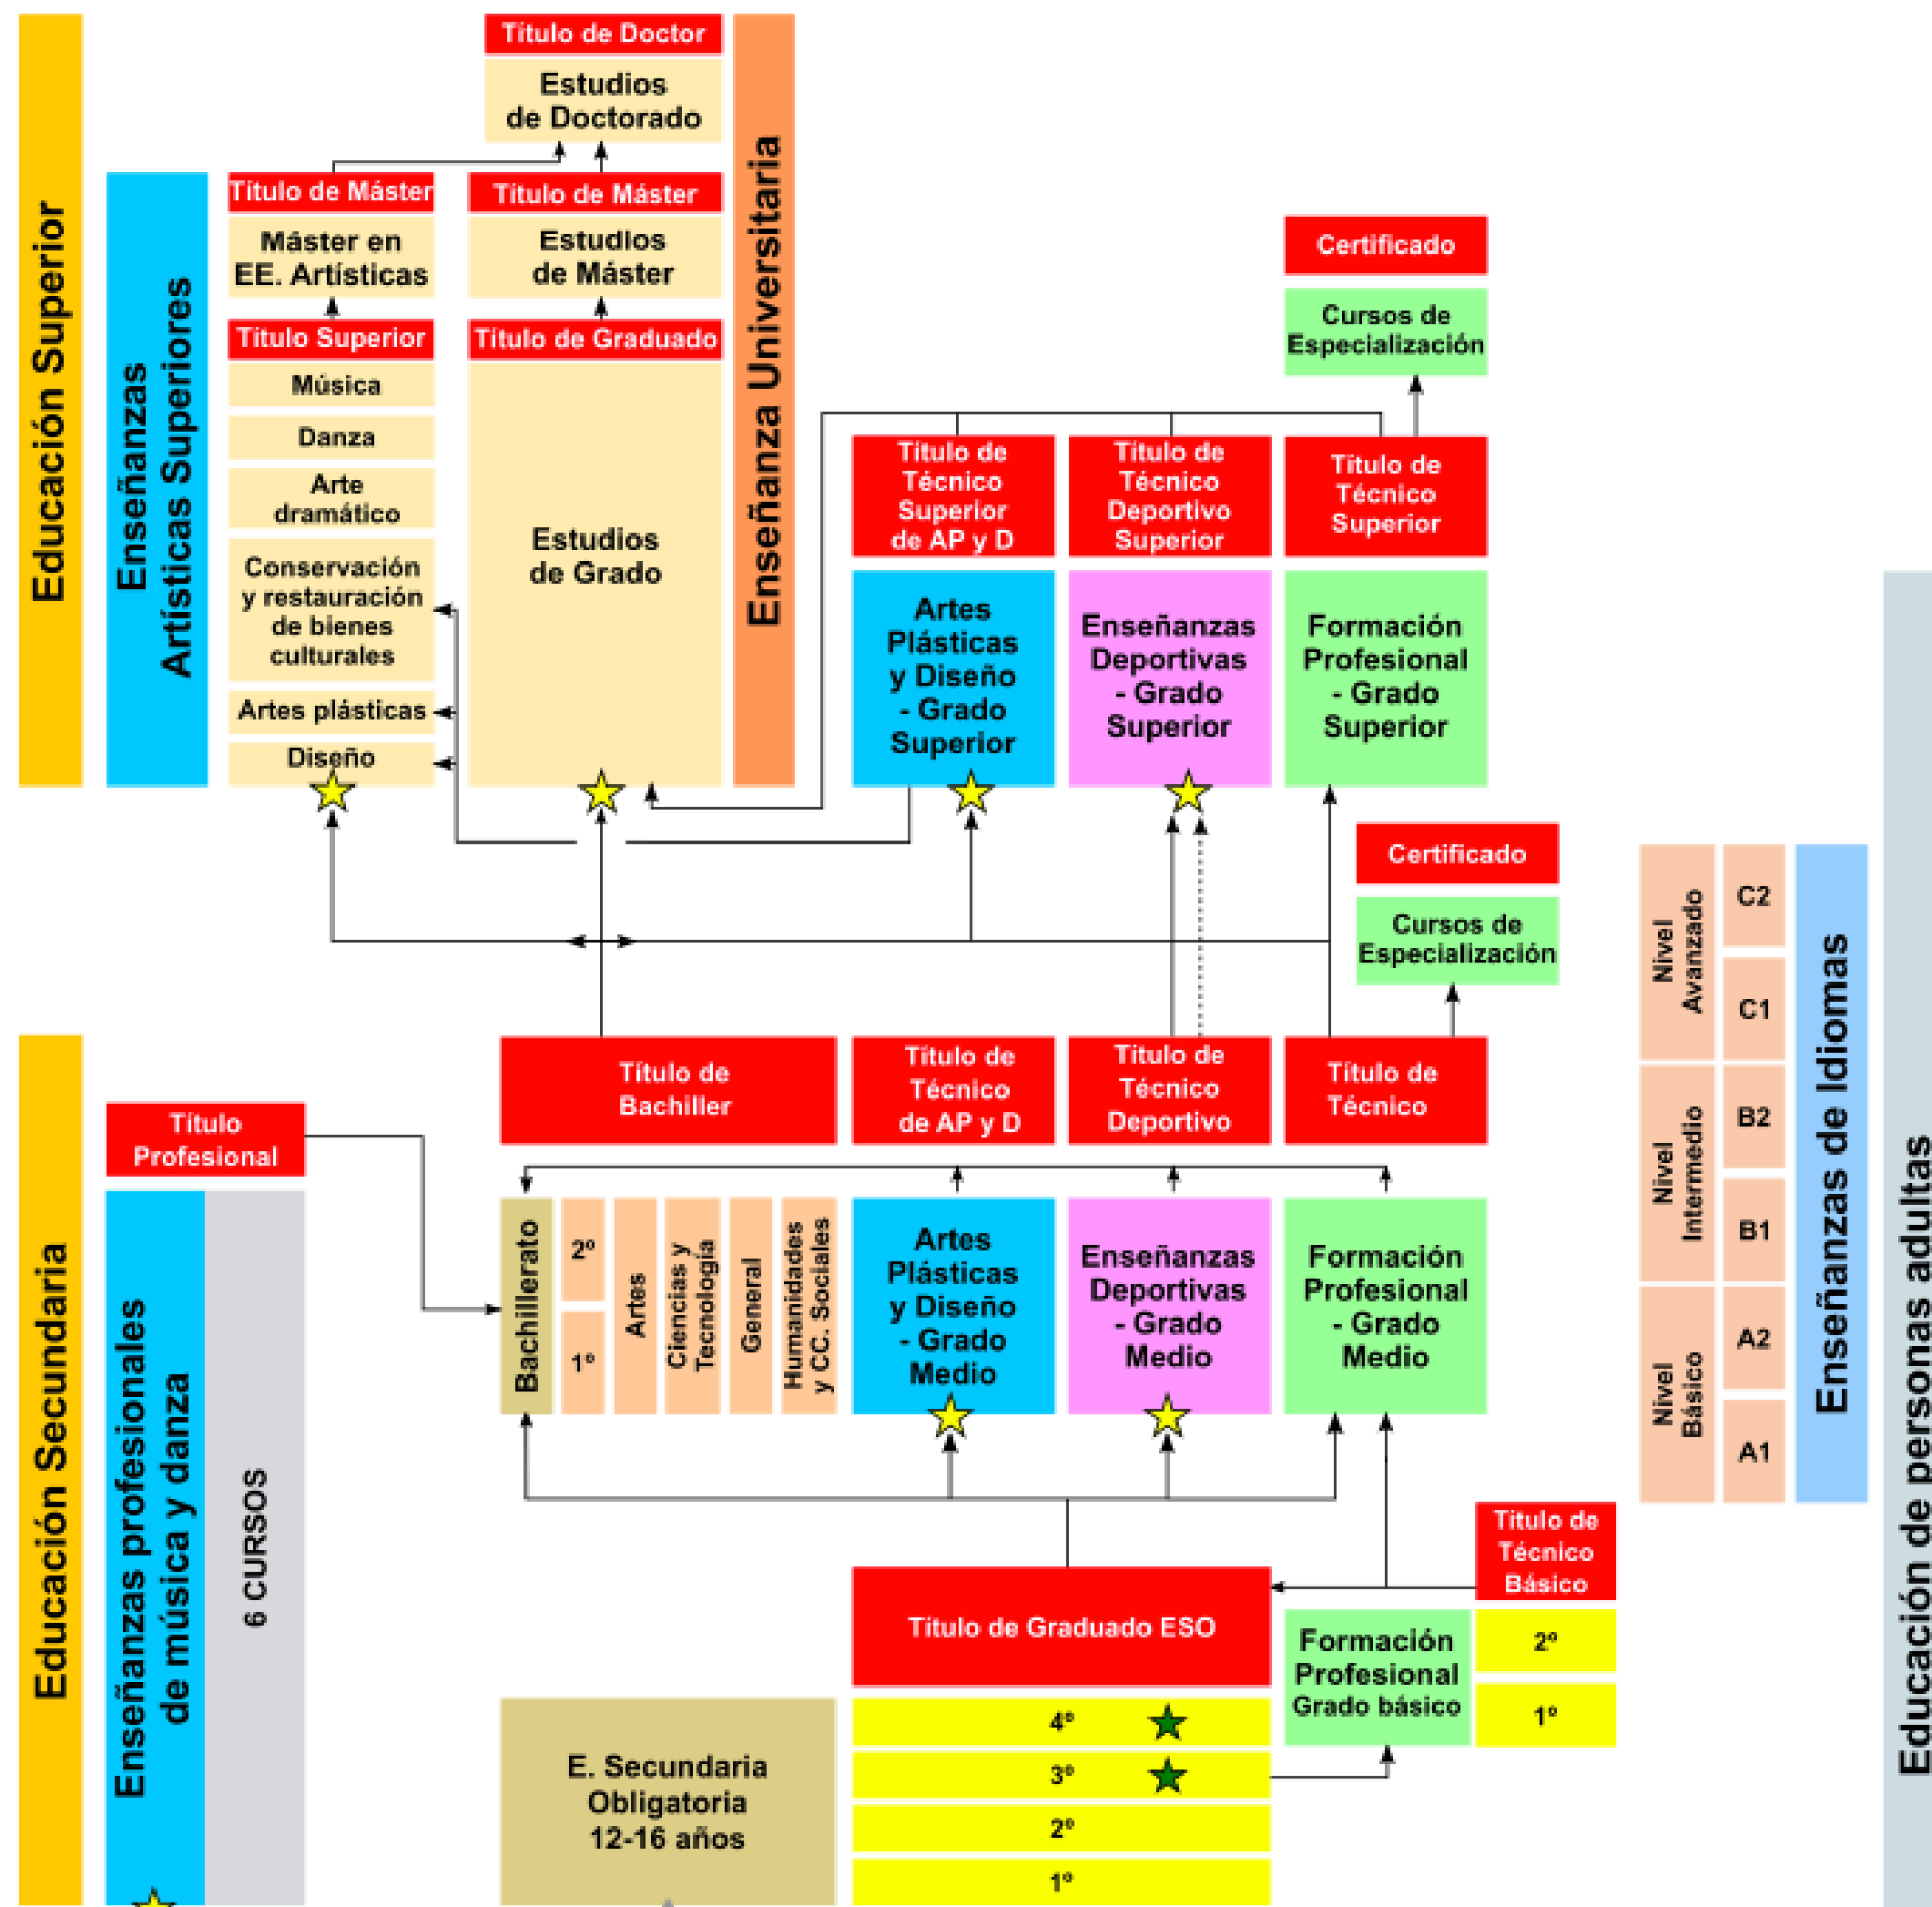 Educación Superior
Enseñanzas
Artísticas Superiores
Título de Doctor
Estudios
de Doctorado
Título de Máster
Máster en
EE. Artísticas
Título Superior
Música
Danza
Arte
dramático
Conservación
y restauración
de bienes
culturales
Artes plásticas
Diseño
Título de Máster
Estudios
de Máster
Título de Graduado
Estudios
de Grado
Enseñanza Universitaria
Título de
Técnico
Superior
de AP y D
Artes
Plásticas
y Diseño
- Grado
Superior
Título de
Técnico
Deportivo
Superior
Enseñanzas
Deportivas
- Grado
Superior
Certificado
Cursos de
Especialización
Título de
Técnico
Superior
Formación
Profesional
- Grado
Superior
Certificado
Cursos de
Especialización
Educación Secundaria
Título
Profesional
Enseñanzas profesionales
de música y danza
6 CURSOS
Título de
Bachiller
Bachillerato
2º
1º
Artes
Ciencias y
Tecnología
General
Humanidades
y CC. Sociales
Título de
Técnico
de AP y D
Artes
Plásticas
y Diseño
- Grado
Medio
Título de
Técnico
Deportivo
Enseñanzas
Deportivas
- Grado
Medio
Título de
Técnico
Formación
Profesional
- Grado
Medio
Título de Graduado ESO
E. Secundaria
Obligatoria
12-16 años
4º
3º
2º
1º
Formación
Profesional
Grado básico
Título de
Técnico
Básico
2º
1º
Nivel
Avanzado
C2
C1
Nivel
Intermedio
B2
B1
Nivel
Básico
A2
A1
Enseñanzas de Idiomas
Educación de personas adultas